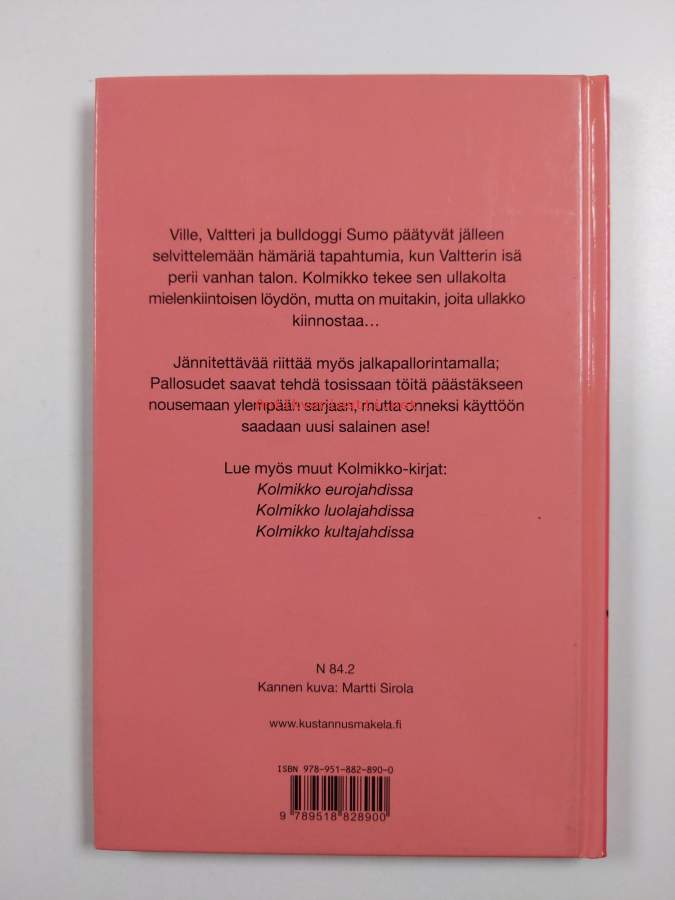 Ville, Valtteri ja bulldoggi Sumo päätyvät jälleen
selvittelemään hämäriä tapahtumia, kun Valtterin isä
perii vanhan talon. Kolmikko tekee sen ullakolta
mielenkiintoisen löydön, mutta on muitakin, joita ullakko
kiinnostaa...
Jännitettävää riittää myös jalkapallorintamalla;
Pallosudet saavat tehdä tosissaan töitä päästäkseen
nousemaan ylempään sarjaan, mutta onneksi käyttöön
saadaan uusi salainen ase!
Lue myös muut Kolmikko-kirjat:
Kolmikko eurojahdissa
Kolmikko luolajahdissa
Kolmikko kultajahdissa
N 84.2
Kannen kuva: Martti Sirola
www.kustannusmakela.fi
ISBN 978-951-882-890-0
9 789518 828900